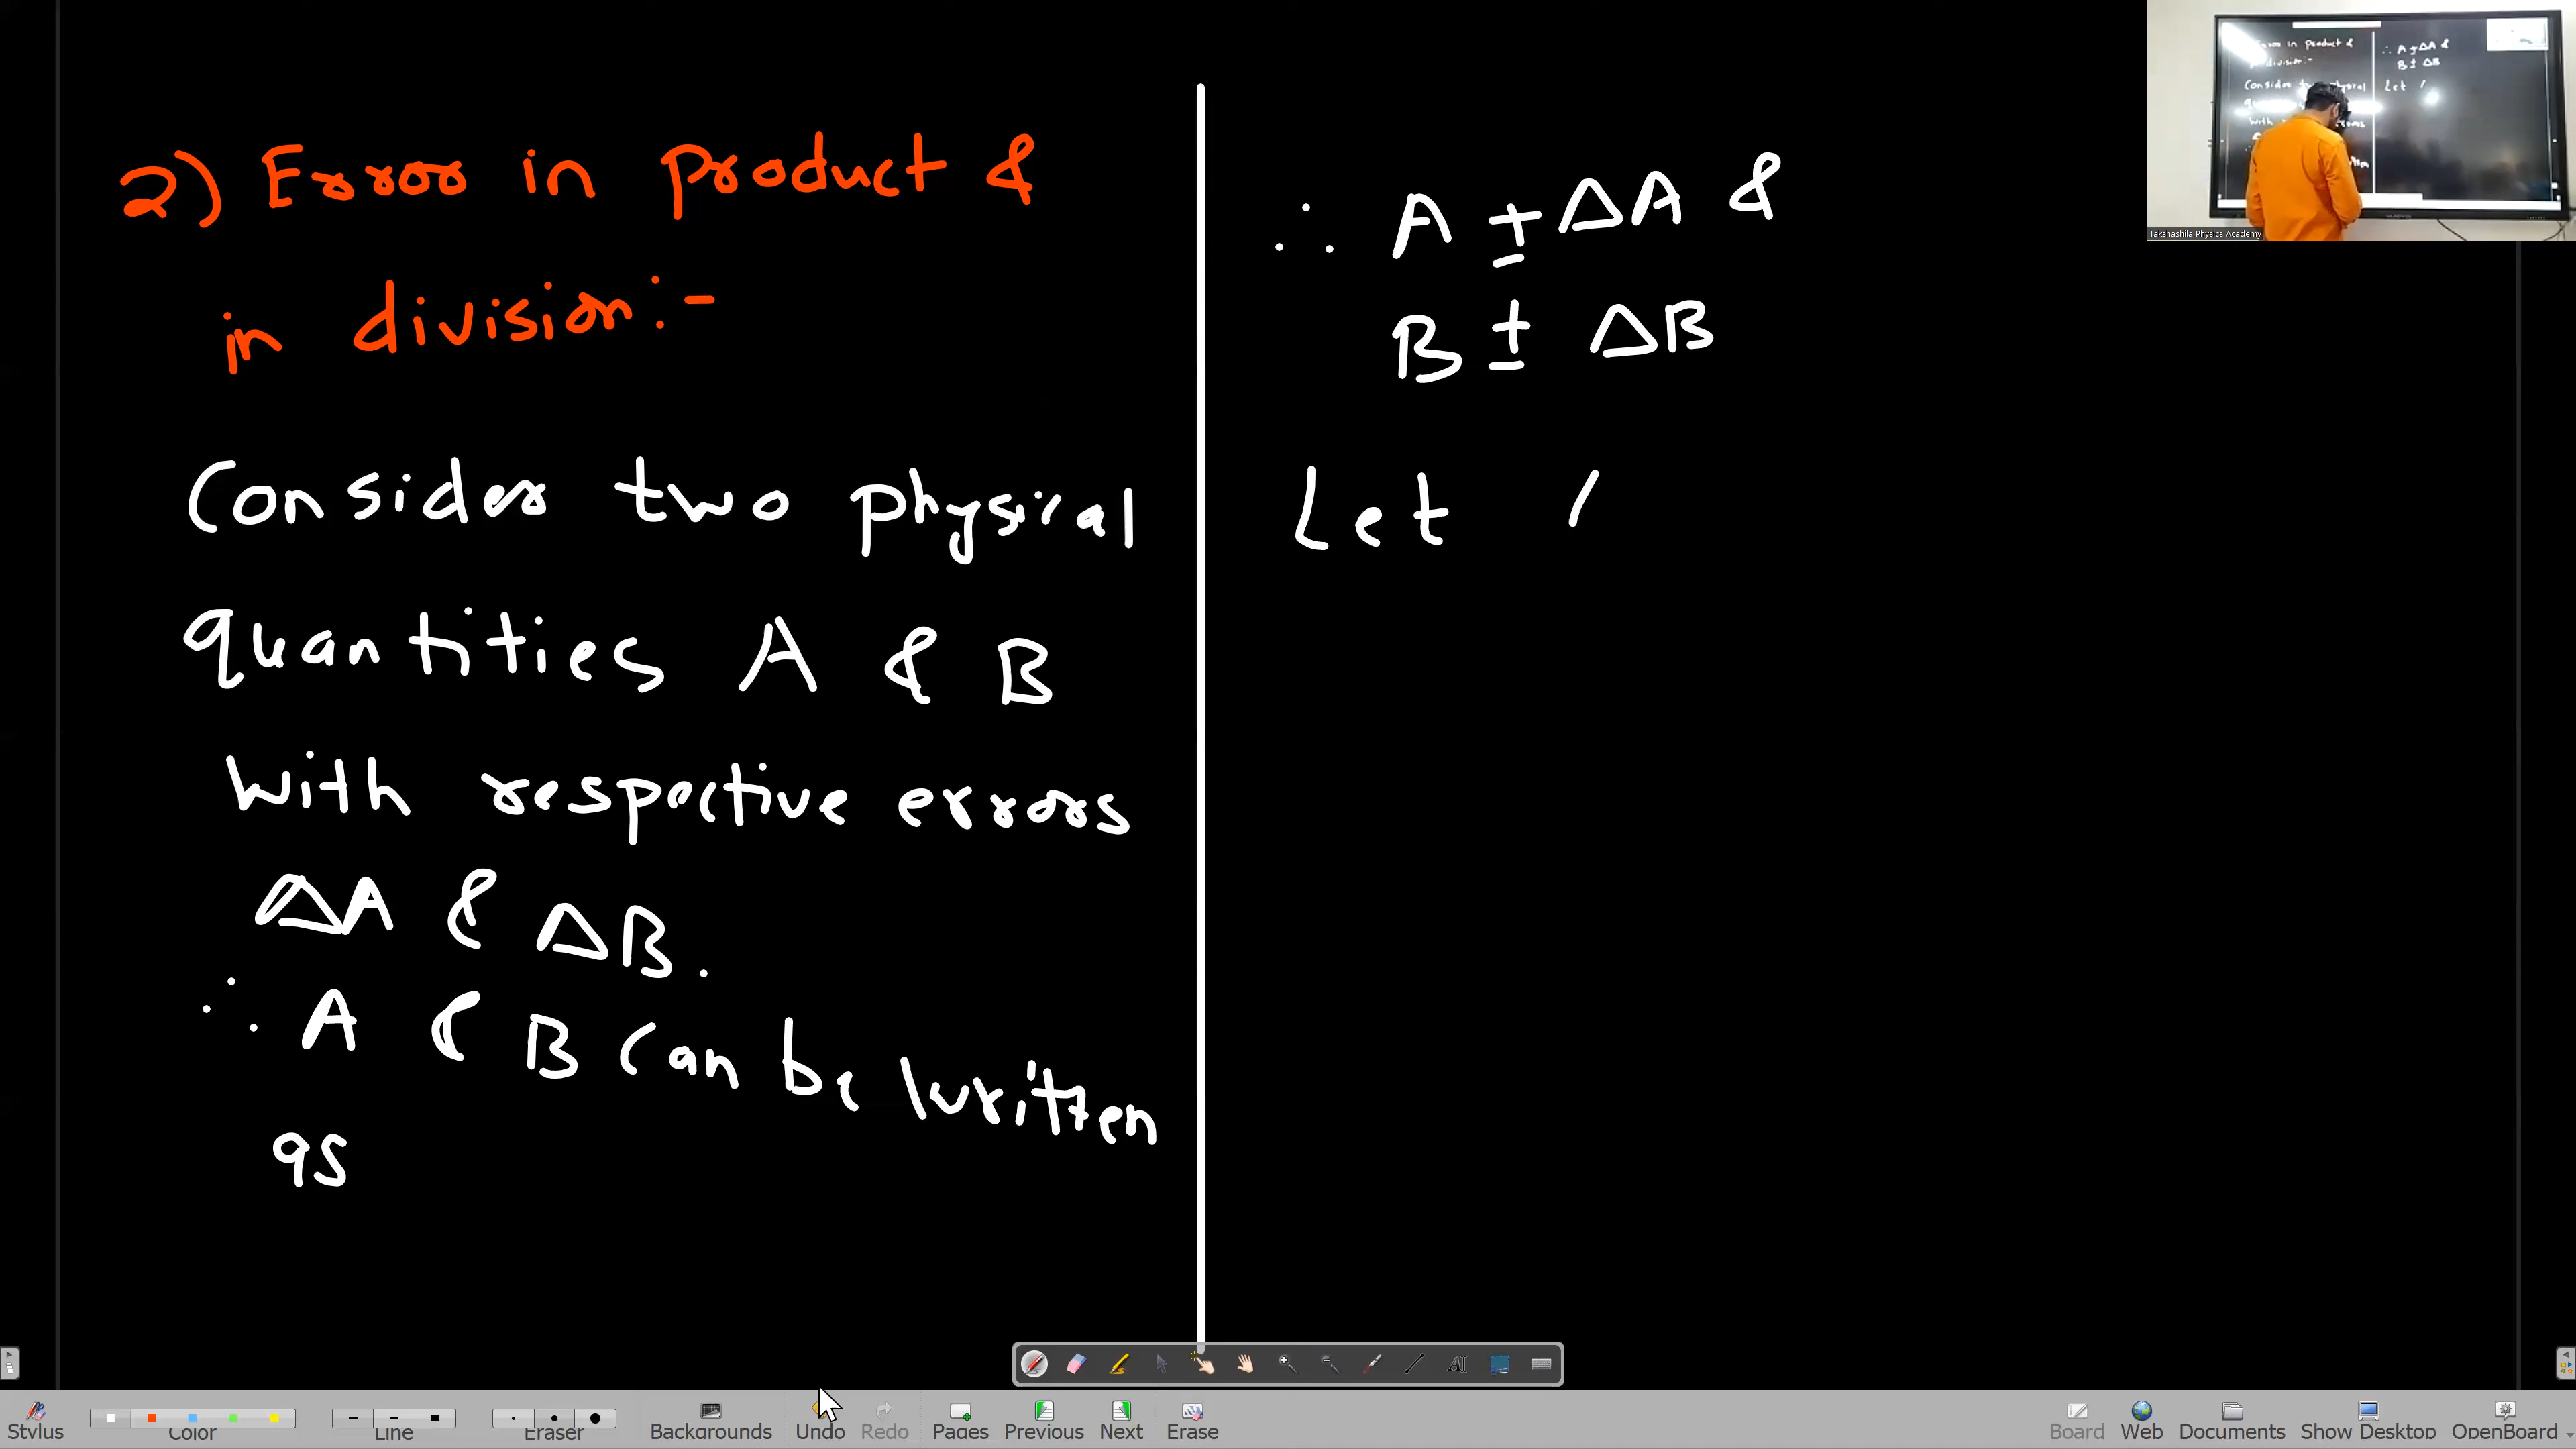 2) Error in product &
in division:-
Consider two physical
quantities A & B
with respective errors
ΔA & ΔB.
∴ A & B can be written
as
∴ A ± ΔA &
B ± ΔB
Let
Takshashila Physics Academy
Stylus
Color
Line
Eraser
Backgrounds
Undo
Redo
Pages
Previous
Next
Erase
Board
Web
Documents
Show Desktop
OpenBoard